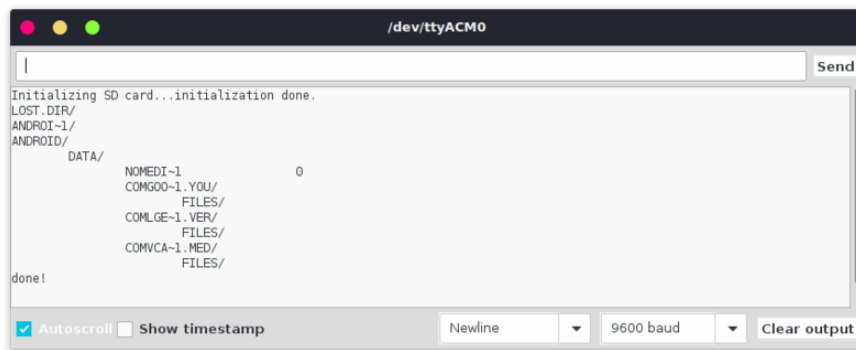 /dev/ttyACM0
Send
Initializing SD card...initialization done.
LOST.DIR/
ANDROI~1/
ANDROID/
DATA/
NOMEDI~1 0
COMGOO~1.YOU/
FILES/
COMLGE~1.VER/
FILES/
COMVCA~1.MED/
FILES/
done!
Autoscroll Show timestamp Newline 9600 baud Clear output